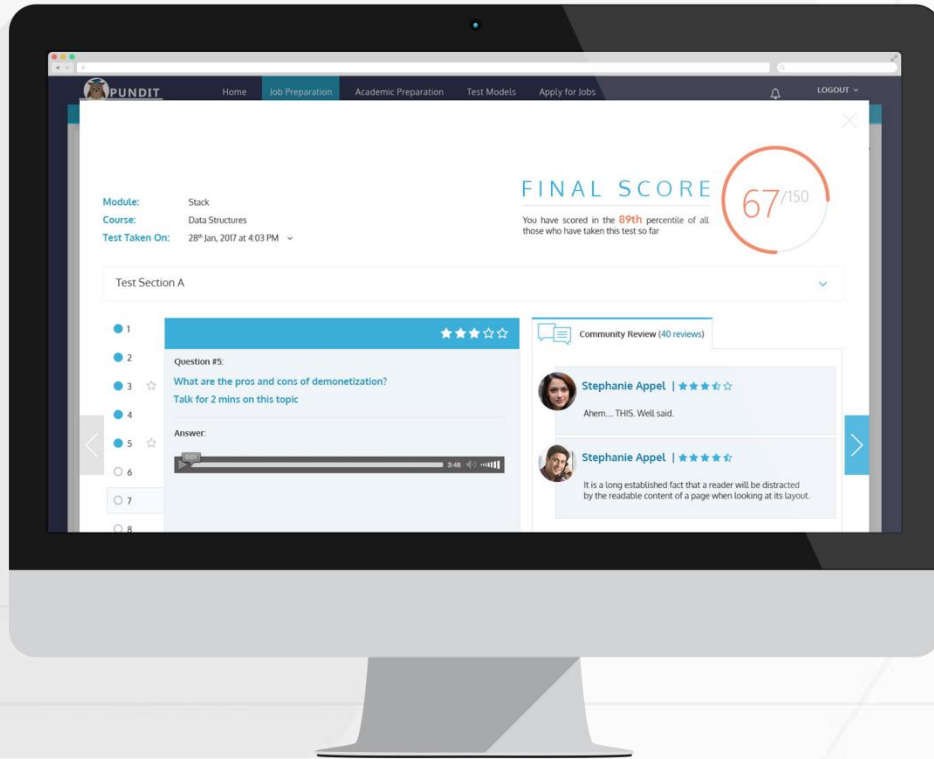 PUNDIT
Home
Job Preparation
Academic Preparation
Test Models
Apply for Jobs
LOGOUT
Module: Stack
Course: Data Structures
Test Taken On: 28th Jan, 2017 at 4:03 PM
FINAL SCORE
You have scored in the 89th percentile of all
those who have taken this test so far
67/150
Test Section A
1
2
3
4
5
6
7
8
Question #5:
What are the pros and cons of demonetization?
Talk for 2 mins on this topic
Answer:
0:01
3:48
Community Review (40 reviews)
Stephanie Appel |
Ahem.... THIS. Well said.
Stephanie Appel |
It is a long established fact that a reader will be distracted
by the readable content of a page when looking at its layout.